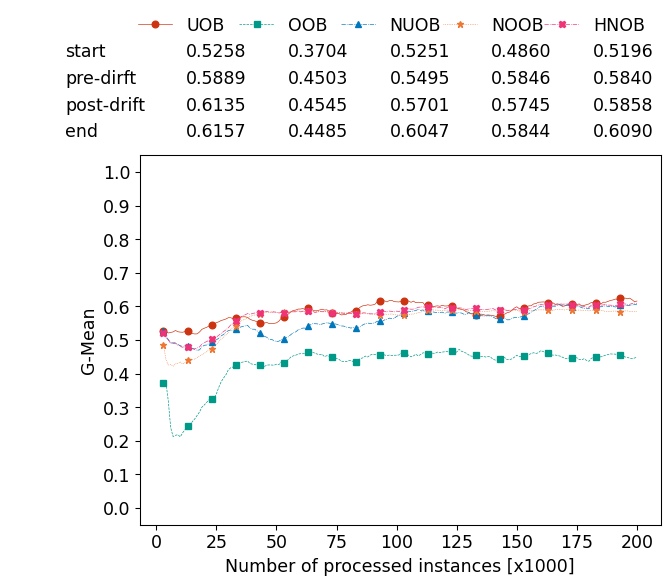 UOB OOB NUOB NOOB HNOB
start 0.5258 0.3704 0.5251 0.4860 0.5196
pre-dirft 0.5889 0.4503 0.5495 0.5846 0.5840
post-drift 0.6135 0.4545 0.5701 0.5745 0.5858
end 0.6157 0.4485 0.6047 0.5844 0.6090
1.0
0.9
0.8
0.7
0.6
0.5
0.4
0.3
0.2
0.1
0.0
G-Mean
0 25 50 75 100 125 150 175 200
Number of processed instances [x1000]